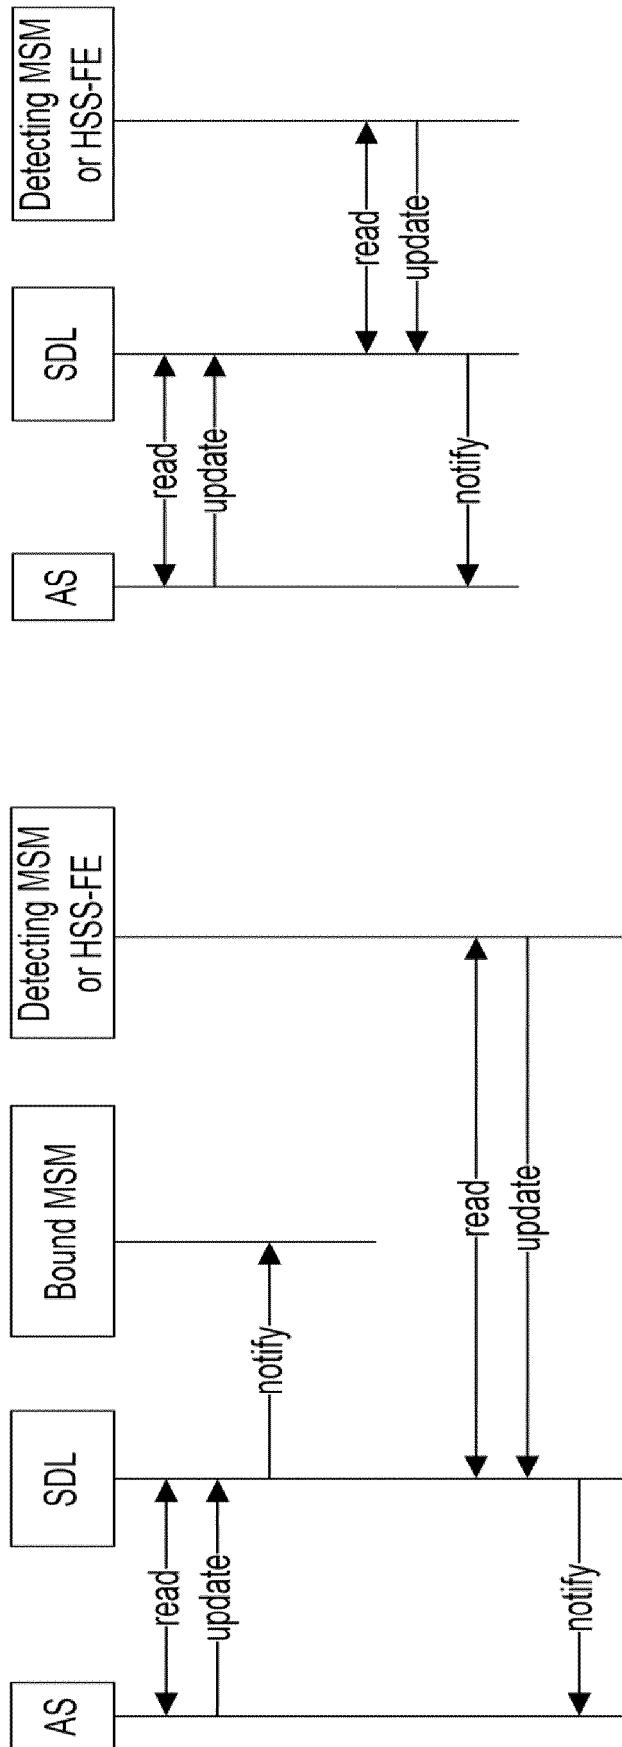 AS
SDL
Bound MSM
Detecting MSM
or HSS-FE
read
update
notify
read
update
notify
AS
SDL
Detecting MSM
or HSS-FE
read
update
read
update
notify